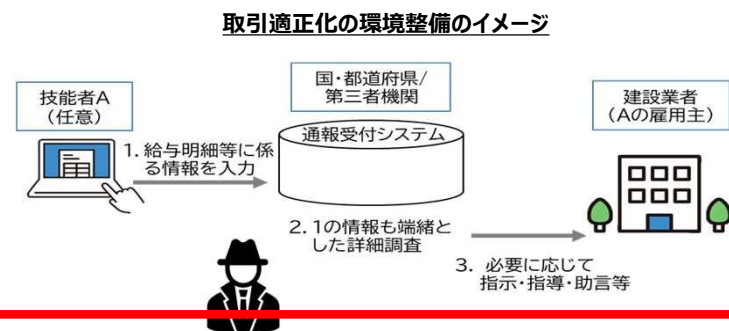 取引適正化の環境整備のイメージ
技能者A
(任意)
国・都道府県/
第三者機関
建設業者
(Aの雇用主)
通報受付システム
1. 給与明細等に係
る情報を入力
2. 1の情報も端緒と
した詳細調査
3. 必要に応じて
指示・指導・助言等